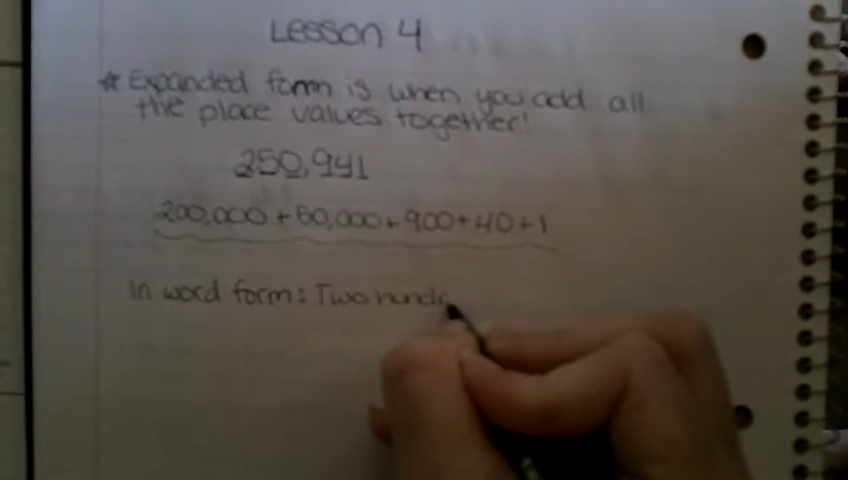 Lesson 4
* Expanded form is when you add all
the place values together!
250,941
200,000 + 50,000 + 900 + 40 + 1
In word form: Two hundr